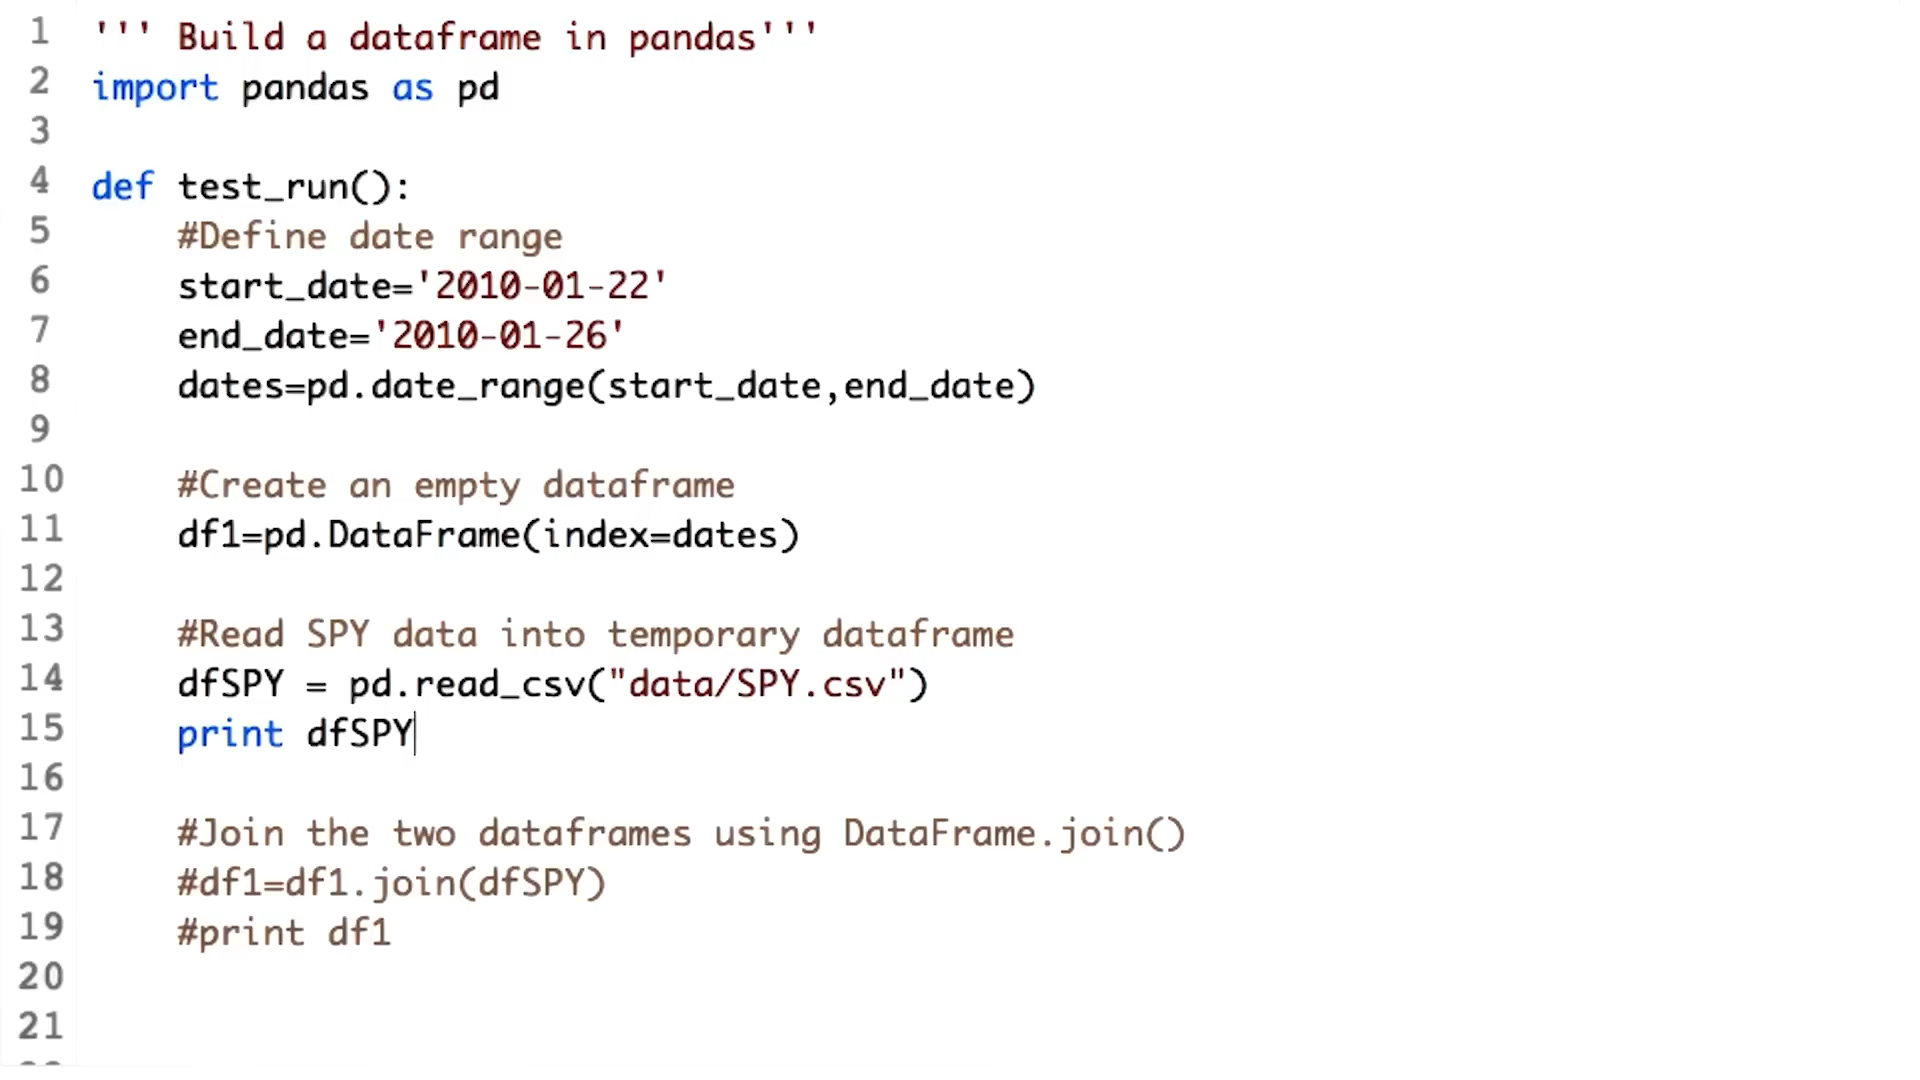 1 ''' Build a dataframe in pandas'''
2 import pandas as pd
3
4 def test_run():
5     #Define date range
6     start_date='2010-01-22'
7     end_date='2010-01-26'
8     dates=pd.date_range(start_date,end_date)
9
10     #Create an empty dataframe
11     df1=pd.DataFrame(index=dates)
12
13     #Read SPY data into temporary dataframe
14     dfSPY = pd.read_csv("data/SPY.csv")
15     print dfSPY
16
17     #Join the two dataframes using DataFrame.join()
18     #df1=df1.join(dfSPY)
19     #print df1
20
21